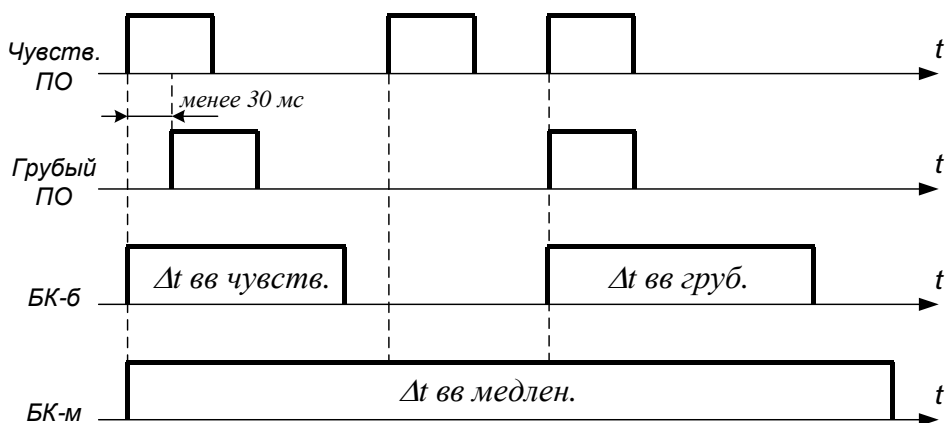 Чувств.
ПО
t
менее 30 мс
Грубый
ПО
t
БК-б
Δt вв чувств.
Δt вв груб.
t
БК-м
Δt вв медлен.
t